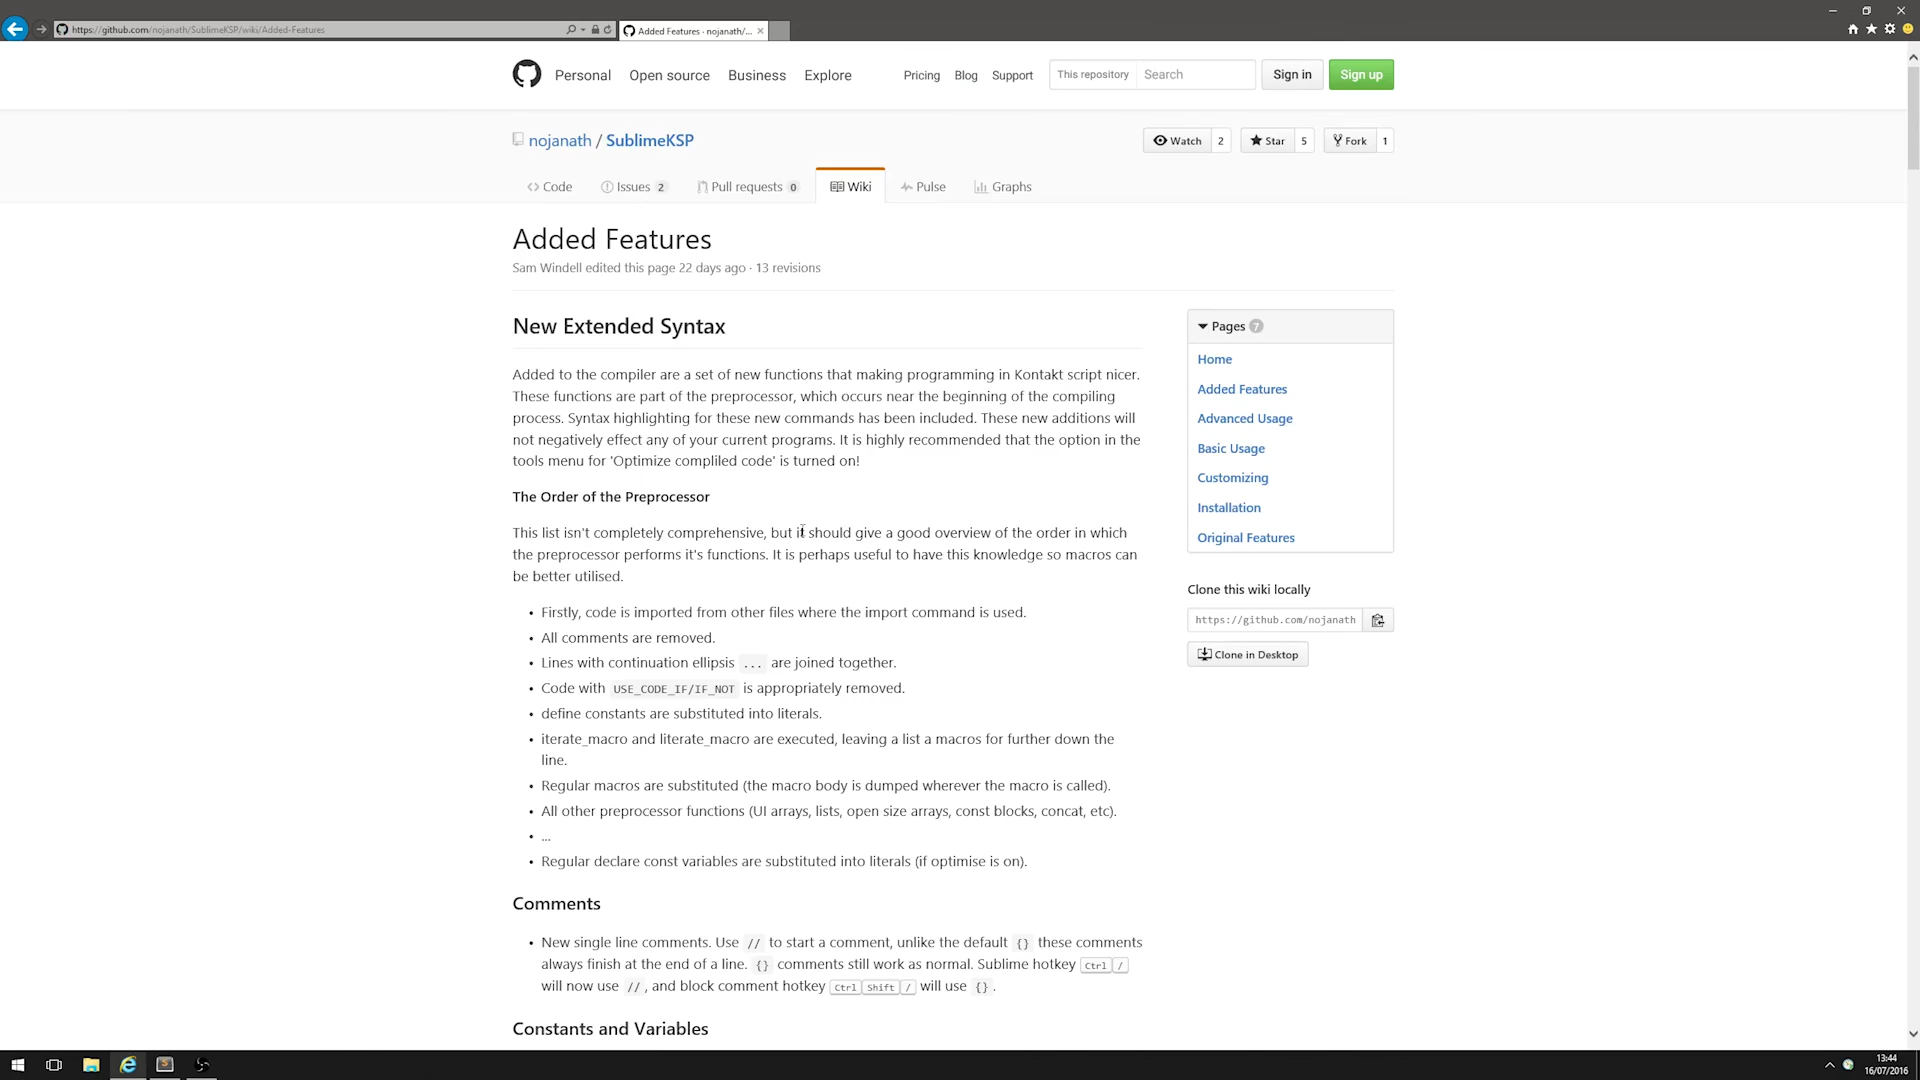 https://github.com/nojanath/SublimeKSP/wiki/Added-Features
Added Features · nojanath/...
Personal Open source Business Explore Pricing Blog Support This repository Search Sign in Sign up
nojanath / SublimeKSP
Watch 2 Star 5 Fork 1
Code Issues 2 Pull requests 0 Wiki Pulse Graphs
Added Features
Sam Windell edited this page 22 days ago · 13 revisions
New Extended Syntax
Added to the compiler are a set of new functions that making programming in Kontakt script nicer.
These functions are part of the preprocessor, which occurs near the beginning of the compiling
process. Syntax highlighting for these new commands has been included. These new additions will
not negatively effect any of your current programs. It is highly recommended that the option in the
tools menu for 'Optimize complíled code' is turned on!
The Order of the Preprocessor
This list isn't completely comprehensive, but it should give a good overview of the order in which
the preprocessor performs it's functions. It is perhaps useful to have this knowledge so macros can
be better utilised.
• Firstly, code is imported from other files where the import command is used.
• All comments are removed.
• Lines with continuation ellipsis ... are joined together.
• Code with USE_CODE_IF/IF_NOT is appropriately removed.
• define constants are substituted into literals.
• iterate_macro and literate_macro are executed, leaving a list a macros for further down the
line.
• Regular macros are substituted (the macro body is dumped wherever the macro is called).
• All other preprocessor functions (UI arrays, lists, open size arrays, const blocks, concat, etc).
• ...
• Regular declare const variables are substituted into literals (if optimise is on).
Comments
• New single line comments. Use // to start a comment, unlike the default {} these comments
always finish at the end of a line. {} comments still work as normal. Sublime hotkey Ctrl /
will now use //, and block comment hotkey Ctrl Shift / will use {}.
Constants and Variables
Pages 7
Home
Added Features
Advanced Usage
Basic Usage
Customizing
Installation
Original Features
Clone this wiki locally
https://github.com/nojanath
Clone in Desktop
13:44
16/07/2016